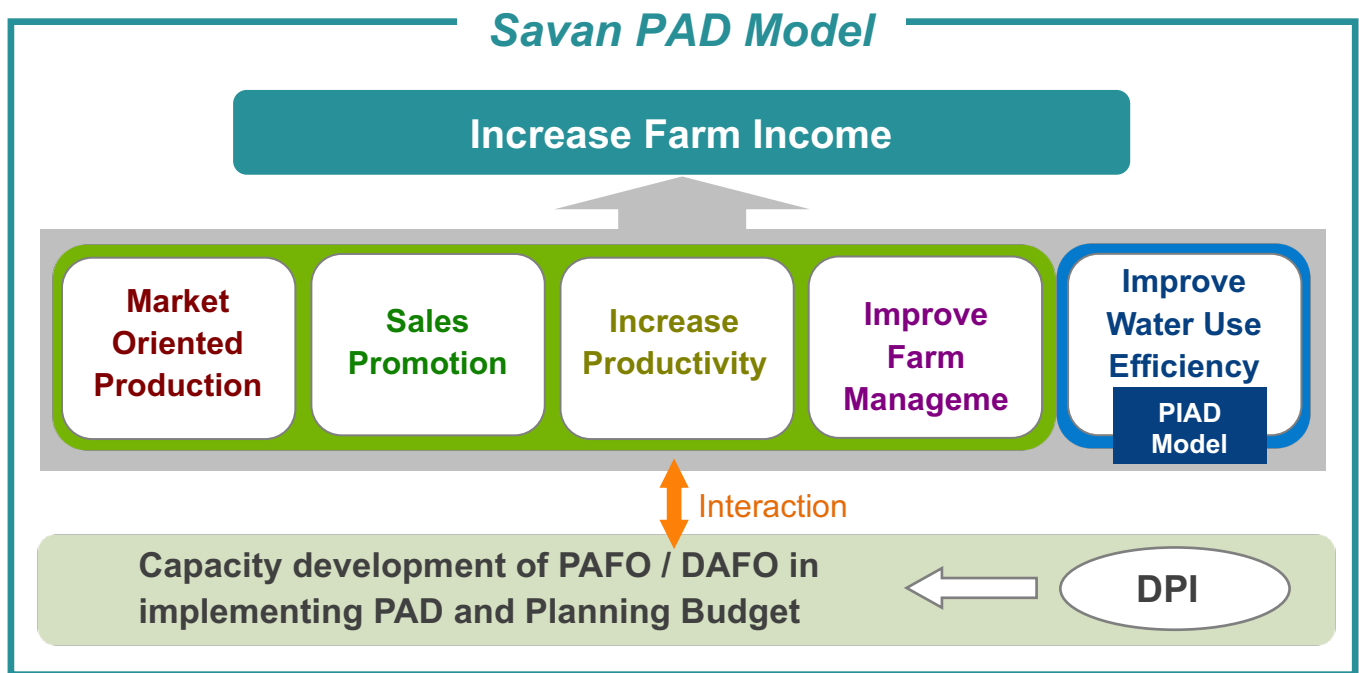 Savan PAD Model
Increase Farm Income
Market
Oriented
Production
Sales
Promotion
Increase
Productivity
Improve
Farm
Manageme
Improve
Water Use
Efficiency
PIAD
Model
Interaction
Capacity development of PAFO / DAFO in
implementing PAD and Planning Budget
DPI